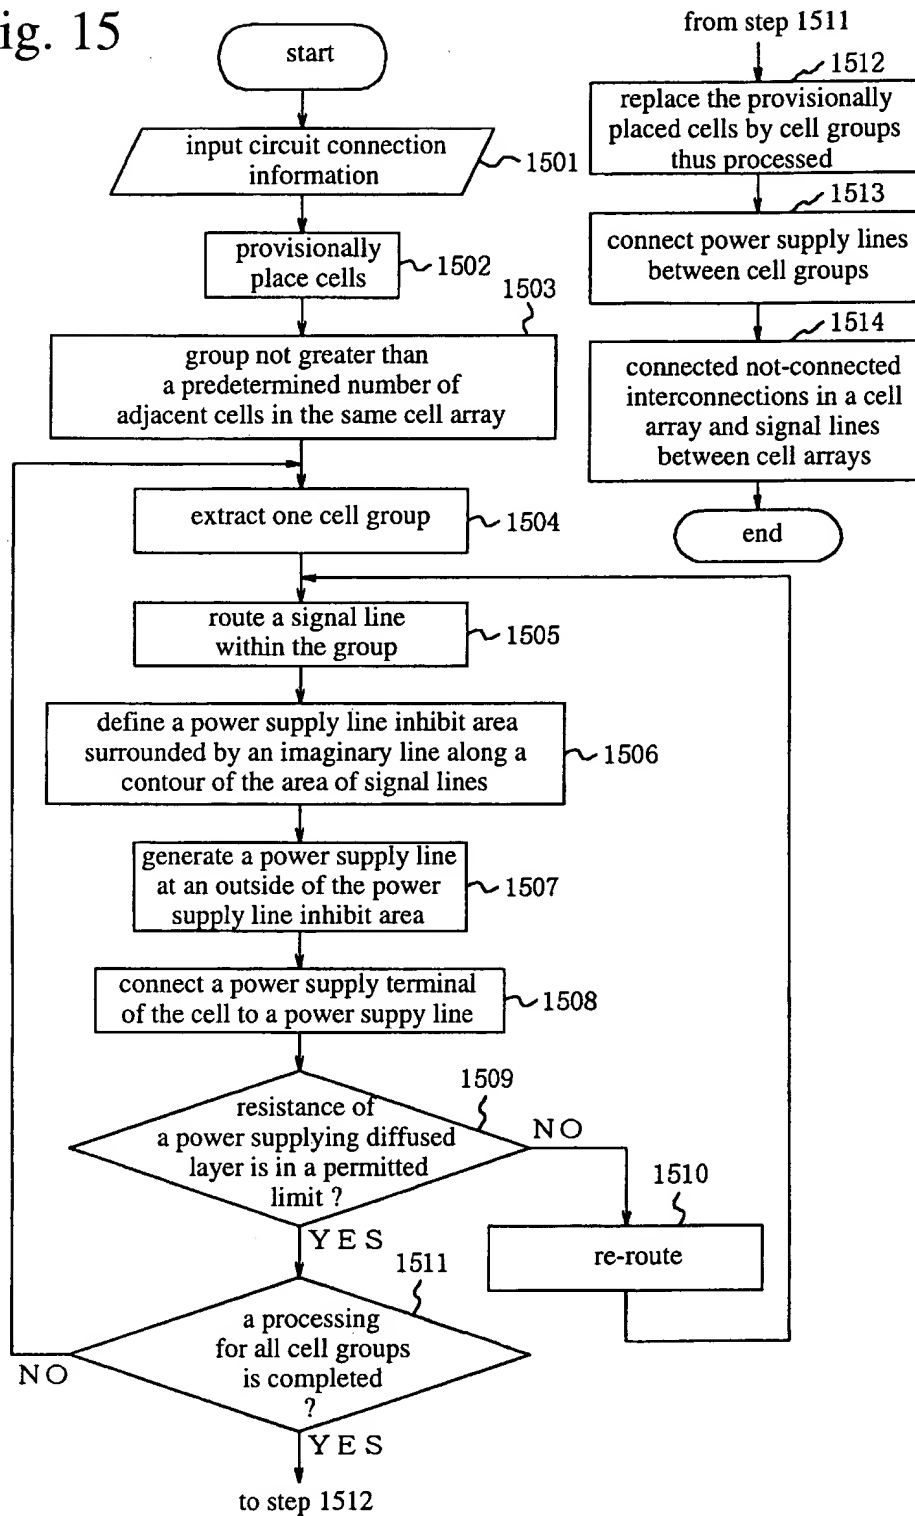 ig. 15
start
input circuit connection
information
1501
provisionally
place cells
1502
1503
group not greater than
a predetermined number of
adjacent cells in the same cell array
extract one cell group
1504
route a signal line
within the group
1505
define a power supply line inhibit area
surrounded by an imaginary line along a
contour of the area of signal lines
1506
generate a power supply line
at an outside of the power
supply line inhibit area
1507
connect a power supply terminal
of the cell to a power suppy line
1508
1509
resistance of
a power supplying diffused
layer is in a permitted
limit ?
NO
YES
1510
re-route
1511
a processing
for all cell groups
is completed
?
NO
YES
to step 1512
from step 1511
1512
replace the provisionally
placed cells by cell groups
thus processed
1513
connect power supply lines
between cell groups
1514
connected not-connected
interconnections in a cell
array and signal lines
between cell arrays
end